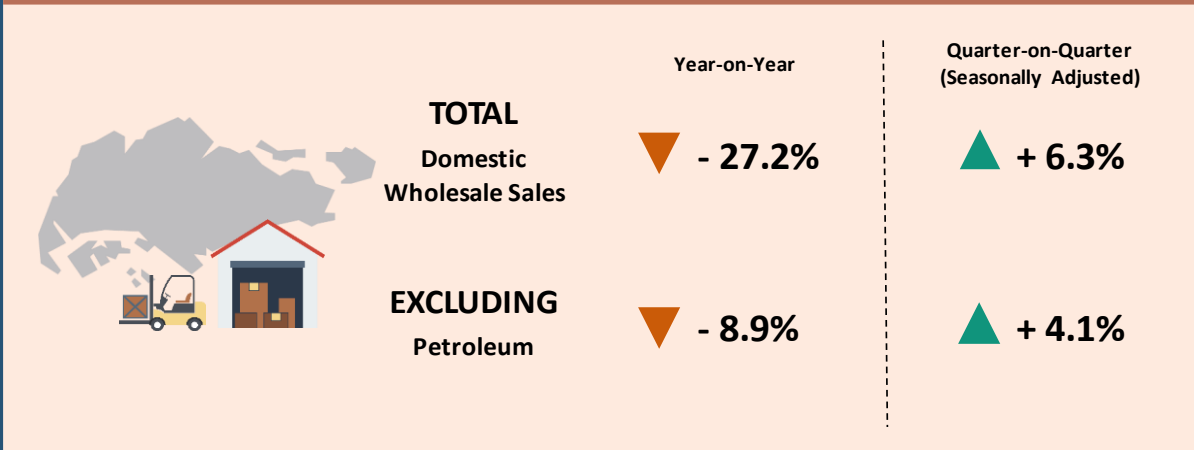 Year-on-Year
Quarter-on-Quarter
(Seasonally Adjusted)
TOTAL
Domestic
Wholesale Sales
- 27.2%
+ 6.3%
EXCLUDING
Petroleum
- 8.9%
+ 4.1%